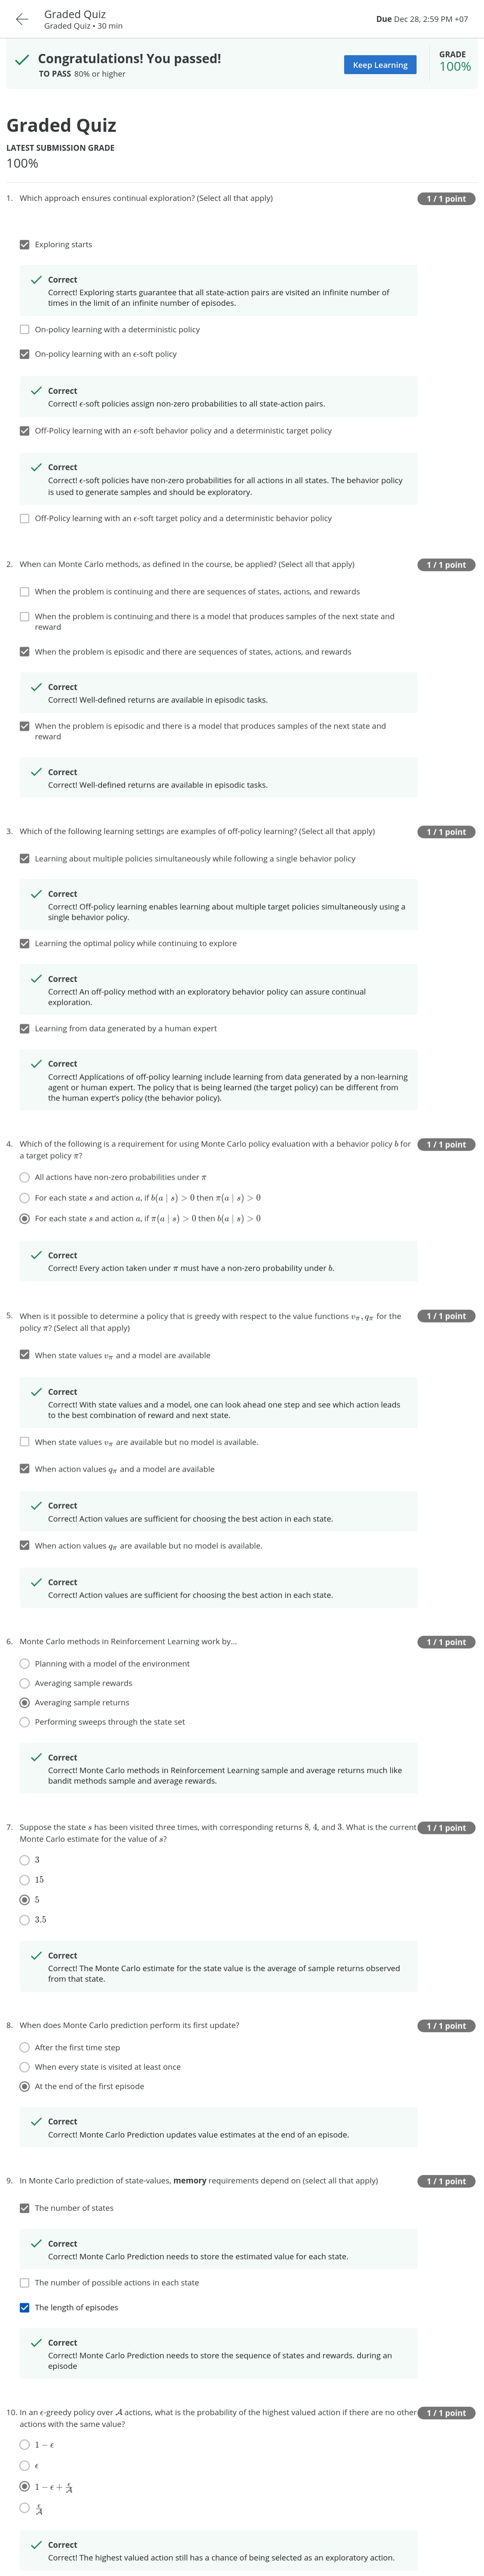 Graded Quiz
Graded Quiz • 30 min
Due Dec 28, 2:59 PM +07
Congratulations! You passed!
TO PASS 80% or higher
Keep Learning
GRADE
100%
Graded Quiz
LATEST SUBMISSION GRADE
100%
1. Which approach ensures continual exploration? (Select all that apply)
1 / 1 point
Exploring starts
Correct
Correct! Exploring starts guarantee that all state-action pairs are visited an infinite number of
times in the limit of an infinite number of episodes.
On-policy learning with a deterministic policy
On-policy learning with an ϵ-soft policy
Correct
Correct! ϵ-soft policies assign non-zero probabilities to all state-action pairs.
Off-Policy learning with an ϵ-soft behavior policy and a deterministic target policy
Correct
Correct! ϵ-soft policies have non-zero probabilities for all actions in all states. The behavior policy
is used to generate samples and should be exploratory.
Off-Policy learning with an ϵ-soft target policy and a deterministic behavior policy
2. When can Monte Carlo methods, as defined in the course, be applied? (Select all that apply)
1 / 1 point
When the problem is continuing and there are sequences of states, actions, and rewards
When the problem is continuing and there is a model that produces samples of the next state and
reward
When the problem is episodic and there are sequences of states, actions, and rewards
Correct
Correct! Well-defined returns are available in episodic tasks.
When the problem is episodic and there is a model that produces samples of the next state and
reward
Correct
Correct! Well-defined returns are available in episodic tasks.
3. Which of the following learning settings are examples of off-policy learning? (Select all that apply)
1 / 1 point
Learning about multiple policies simultaneously while following a single behavior policy
Correct
Correct! Off-policy learning enables learning about multiple target policies simultaneously using a
single behavior policy.
Learning the optimal policy while continuing to explore
Correct
Correct! An off-policy method with an exploratory behavior policy can assure continual
exploration.
Learning from data generated by a human expert
Correct
Correct! Applications of off-policy learning include learning from data generated by a non-learning
agent or human expert. The policy that is being learned (the target policy) can be different from
the human expert's policy (the behavior policy).
4. Which of the following is a requirement for using Monte Carlo policy evaluation with a behavior policy b for
a target policy π?
1 / 1 point
All actions have non-zero probabilities under π
For each state s and action a, if b(a | s) > 0 then π(a | s) > 0
For each state s and action a, if π(a | s) > 0 then b(a | s) > 0
Correct
Correct! Every action taken under π must have a non-zero probability under b.
5. When is it possible to determine a policy that is greedy with respect to the value functions vπ, qπ for the
policy π? (Select all that apply)
1 / 1 point
When state values vπ and a model are available
Correct
Correct! With state values and a model, one can look ahead one step and see which action leads
to the best combination of reward and next state.
When state values vπ are available but no model is available.
When action values qπ and a model are available
Correct
Correct! Action values are sufficient for choosing the best action in each state.
When action values qπ are available but no model is available.
Correct
Correct! Action values are sufficient for choosing the best action in each state.
6. Monte Carlo methods in Reinforcement Learning work by...
1 / 1 point
Planning with a model of the environment
Averaging sample rewards
Averaging sample returns
Performing sweeps through the state set
Correct
Correct! Monte Carlo methods in Reinforcement Learning sample and average returns much like
bandit methods sample and average rewards.
7. Suppose the state s has been visited three times, with corresponding returns 8, 4, and 3. What is the current
Monte Carlo estimate for the value of s?
1 / 1 point
3
15
5
3.5
Correct
Correct! The Monte Carlo estimate for the state value is the average of sample returns observed
from that state.
8. When does Monte Carlo prediction perform its first update?
1 / 1 point
After the first time step
When every state is visited at least once
At the end of the first episode
Correct
Correct! Monte Carlo Prediction updates value estimates at the end of an episode.
9. In Monte Carlo prediction of state-values, memory requirements depend on (select all that apply)
1 / 1 point
The number of states
Correct
Correct! Monte Carlo Prediction needs to store the estimated value for each state.
The number of possible actions in each state
The length of episodes
Correct
Correct! Monte Carlo Prediction needs to store the sequence of states and rewards. during an
episode
10. In an ϵ-greedy policy over 𝒜 actions, what is the probability of the highest valued action if there are no other
actions with the same value?
1 / 1 point
1 − ϵ
ϵ
1 − ϵ + ϵ/𝒜
ϵ/𝒜
Correct
Correct! The highest valued action still has a chance of being selected as an exploratory action.